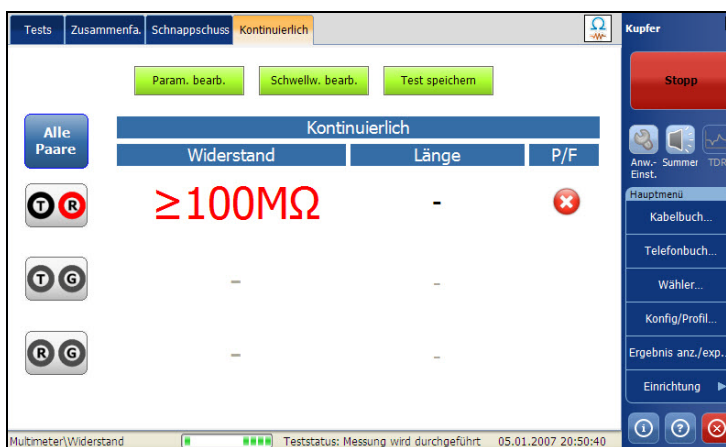 Tests Zusammenfa. Schnappschuss Kontinuierlich Ω
Param. bearb. Schwellw. bearb. Test speichern
Alle Paare
Kontinuierlich
Widerstand Länge P/F
T R ≥100MΩ -
T G - -
R G - -
Multimeter\Widerstand Teststatus: Messung wird durchgeführt 05.01.2007 20:50:40
Kupfer
Stopp
Anw.-Einst. Summer TDR
Hauptmenü
Kabelbuch...
Telefonbuch...
Wähler...
Konfig/Profil...
Ergebnis anz./exp..
Einrichtung
i ?